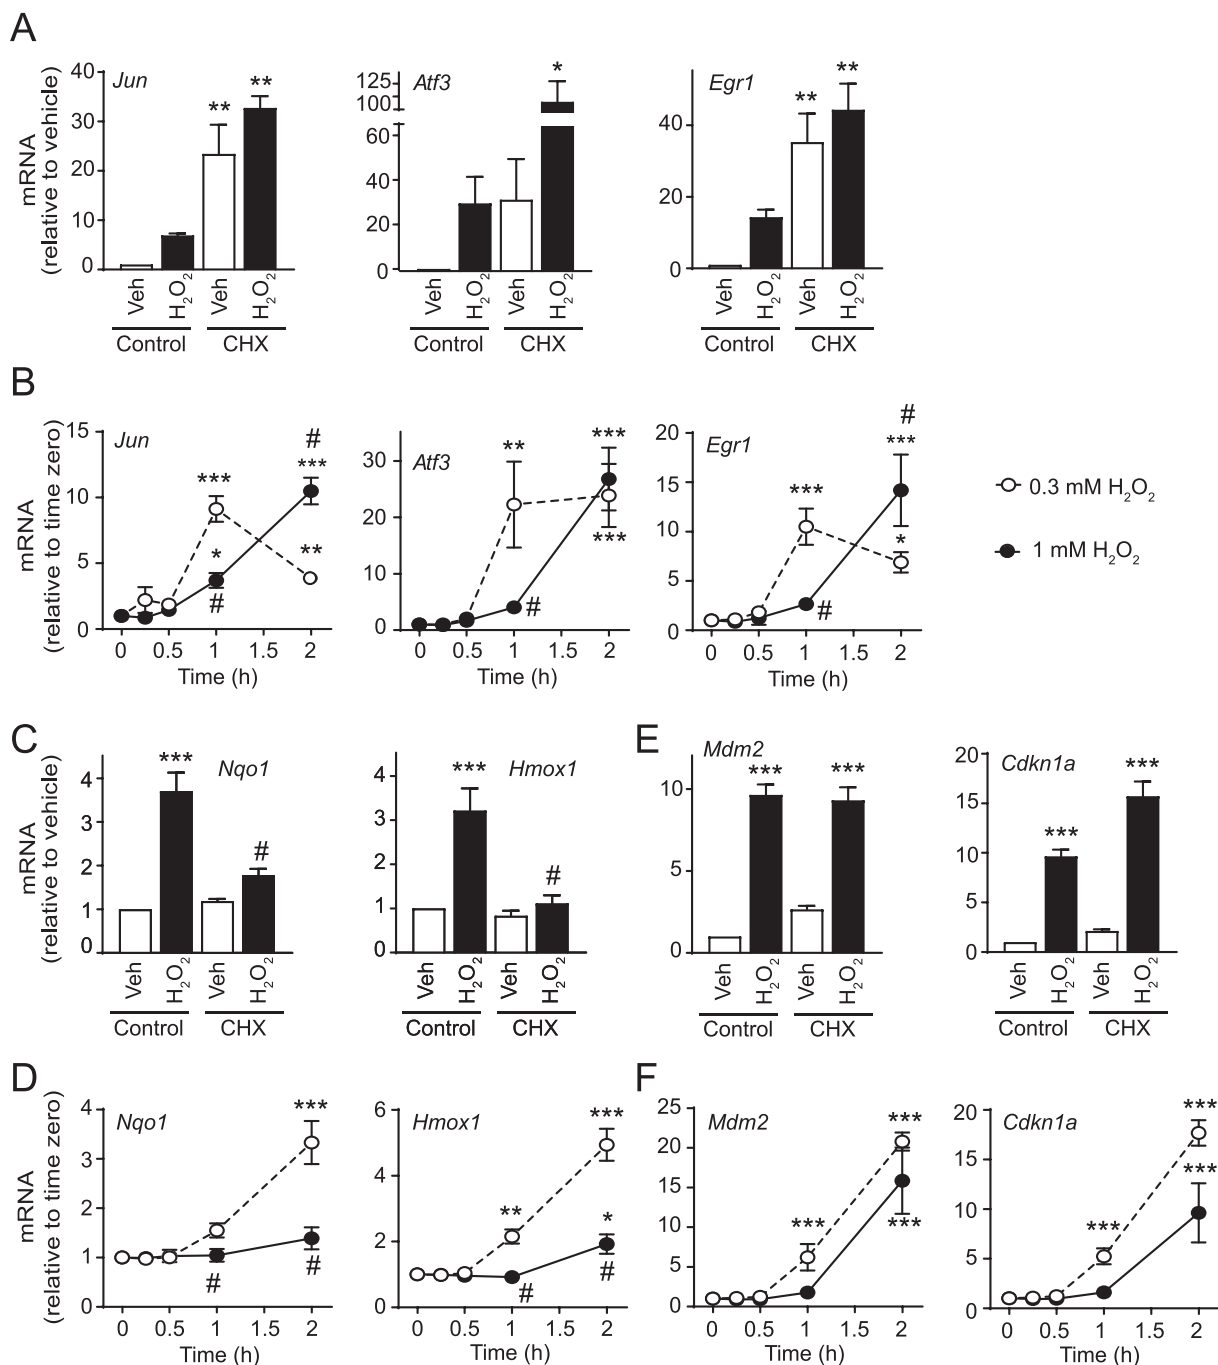 A
mRNA
(relative to vehicle)
Jun
40
30
20
10
0
**
**
Veh
H₂O₂
Veh
H₂O₂
Control
CHX
Atf3
125
100
60
40
20
0
*
Veh
H₂O₂
Veh
H₂O₂
Control
CHX
Egr1
40
20
0
**
**
Veh
H₂O₂
Veh
H₂O₂
Control
CHX
B
mRNA
(relative to time zero)
Jun
15
10
5
0
***
*
#
#
***
**
0 0.5 1 1.5 2
Time (h)
Atf3
30
20
10
0
**
#
***
***
0 0.5 1 1.5 2
Time (h)
Egr1
20
15
10
5
0
***
#
#
***
*
0 0.5 1 1.5 2
Time (h)
0.3 mM H₂O₂
1 mM H₂O₂
C
mRNA
(relative to vehicle)
Nqo1
4
3
2
1
0
***
#
Veh
H₂O₂
Veh
H₂O₂
Control
CHX
Hmox1
4
3
2
1
0
***
#
Veh
H₂O₂
Veh
H₂O₂
Control
CHX
E
Mdm2
10
5
0
***
***
Veh
H₂O₂
Veh
H₂O₂
Control
CHX
Cdkn1a
20
15
10
5
0
***
***
Veh
H₂O₂
Veh
H₂O₂
Control
CHX
D
mRNA
(relative to time zero)
Nqo1
4
3
2
1
0
***
#
#
0 0.5 1 1.5 2
Time (h)
Hmox1
6
4
2
0
**
#
***
*
#
0 0.5 1 1.5 2
Time (h)
F
Mdm2
25
20
15
10
5
0
***
***
***
0 0.5 1 1.5 2
Time (h)
Cdkn1a
20
15
10
5
0
***
***
***
0 0.5 1 1.5 2
Time (h)